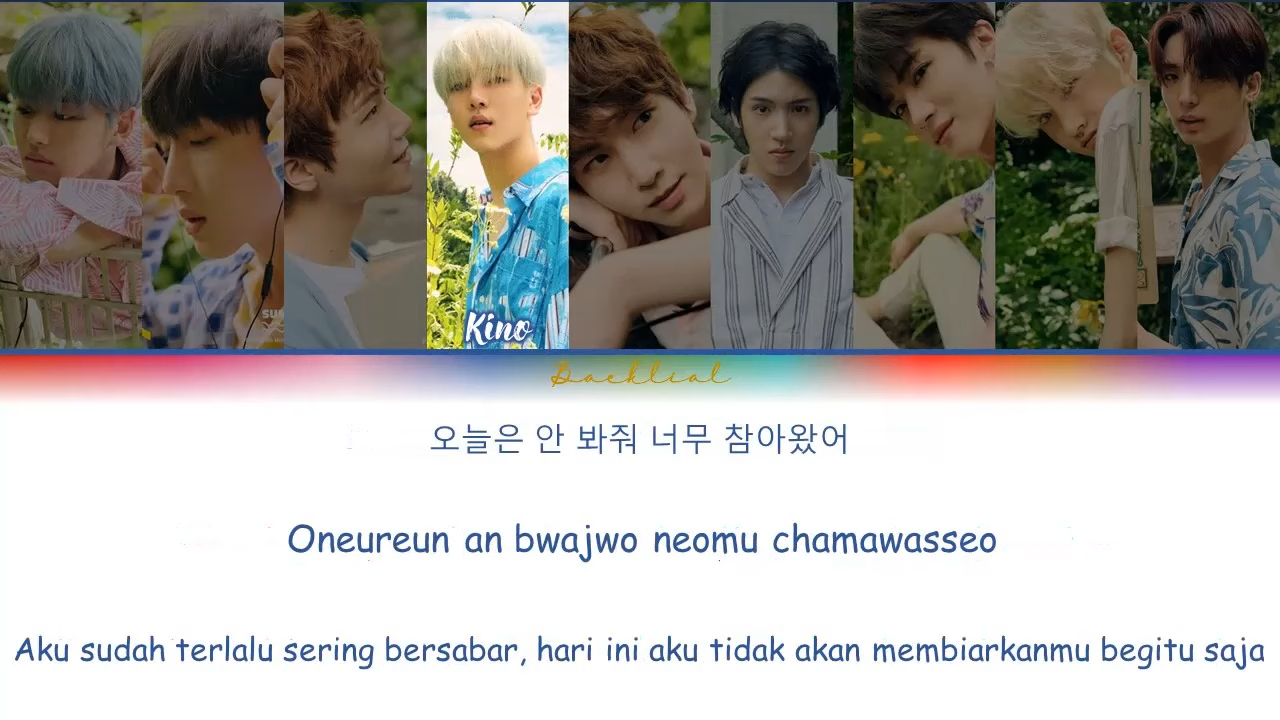 Kino
오늘은 안 봐줘 너무 참아왔어
Oneureun an bwajwo neomu chamawasseo
Aku sudah terlalu sering bersabar, hari ini aku tidak akan membiarkanmu begitu saja